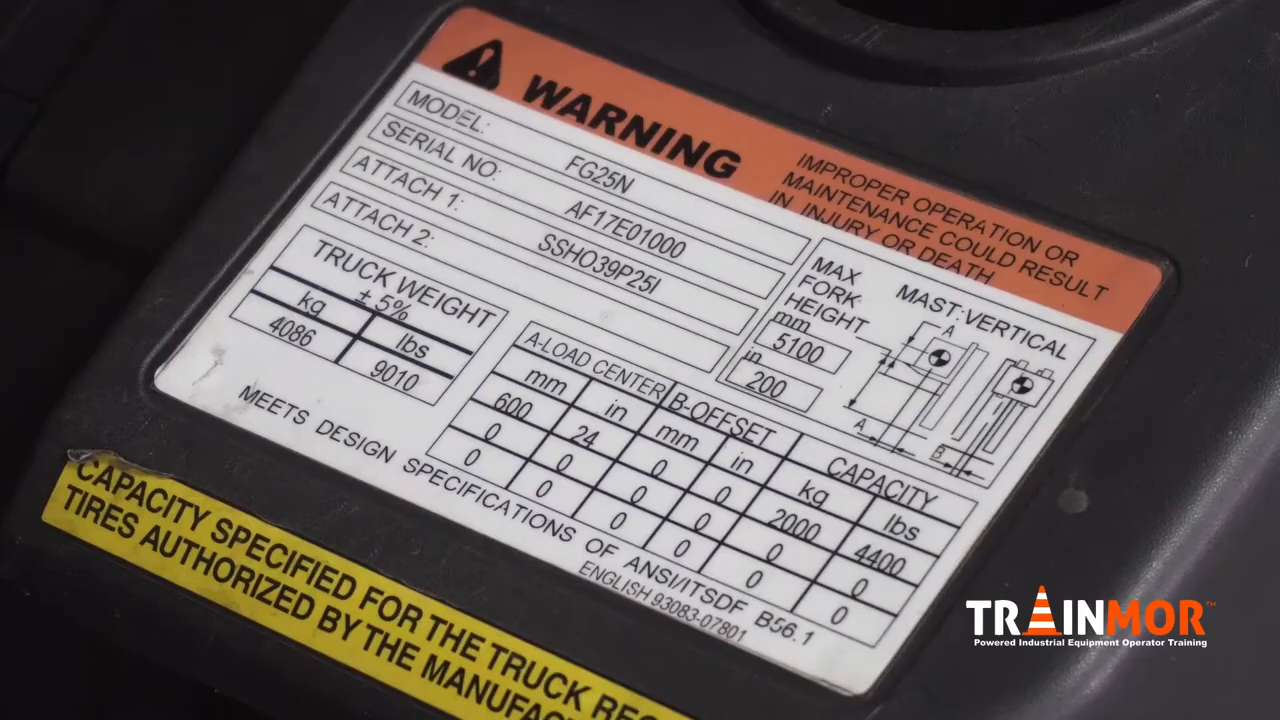 WARNING
IMPROPER OPERATION OR
MAINTENANCE COULD RESULT
IN INJURY OR DEATH
MODEL: FG25N
SERIAL NO: AF17E01000
ATTACH 1: SSHO39P25I
ATTACH 2:
TRUCK WEIGHT
± 5%
kg lbs
4086 9010
MAX
FORK
HEIGHT
mm
5100
in
200
MAST:VERTICAL
A
A
B
A-LOAD CENTER B-OFFSET CAPACITY
mm in mm in kg lbs
600 24 0 0 2000 4400
0 0 0 0 0 0
0 0 0 0 0 0
MEETS DESIGN SPECIFICATIONS OF ANSI/ITSDF B56.1
ENGLISH 93083-07801
CAPACITY SPECIFIED FOR THE TRUCK
TIRES AUTHORIZED BY THE
TRAINMOR™
Powered Industrial Equipment Operator Training